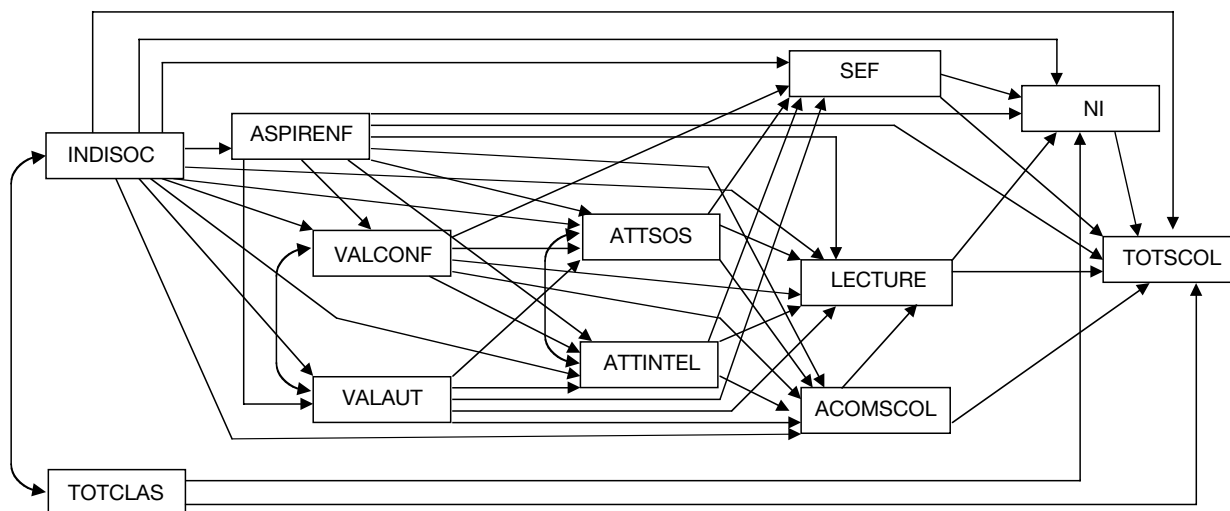 SEF
NI
ASPIRENF
INDISOC
ATTSOS
VALCONF
TOTSCOL
LECTURE
ATTINTEL
VALAUT
ACOMSCOL
TOTCLAS